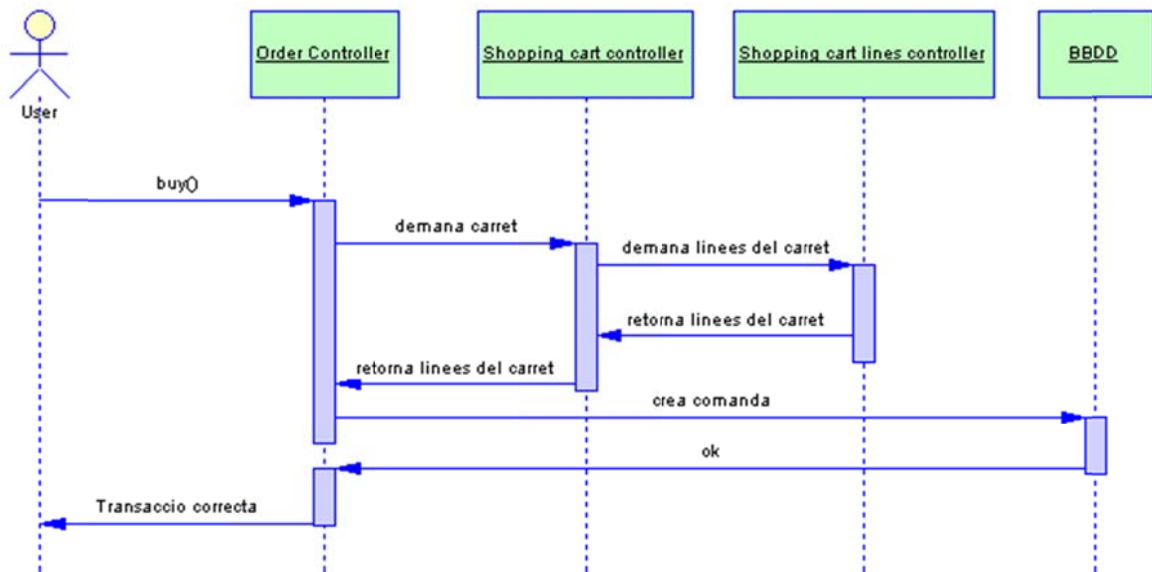 Order Controller
Shopping cart controller
Shopping cart lines controller
BBDD
User
buy()
demana carret
demana linees del carret
retorna linees del carret
retorna linees del carret
crea comanda
ok
Transaccio correcta